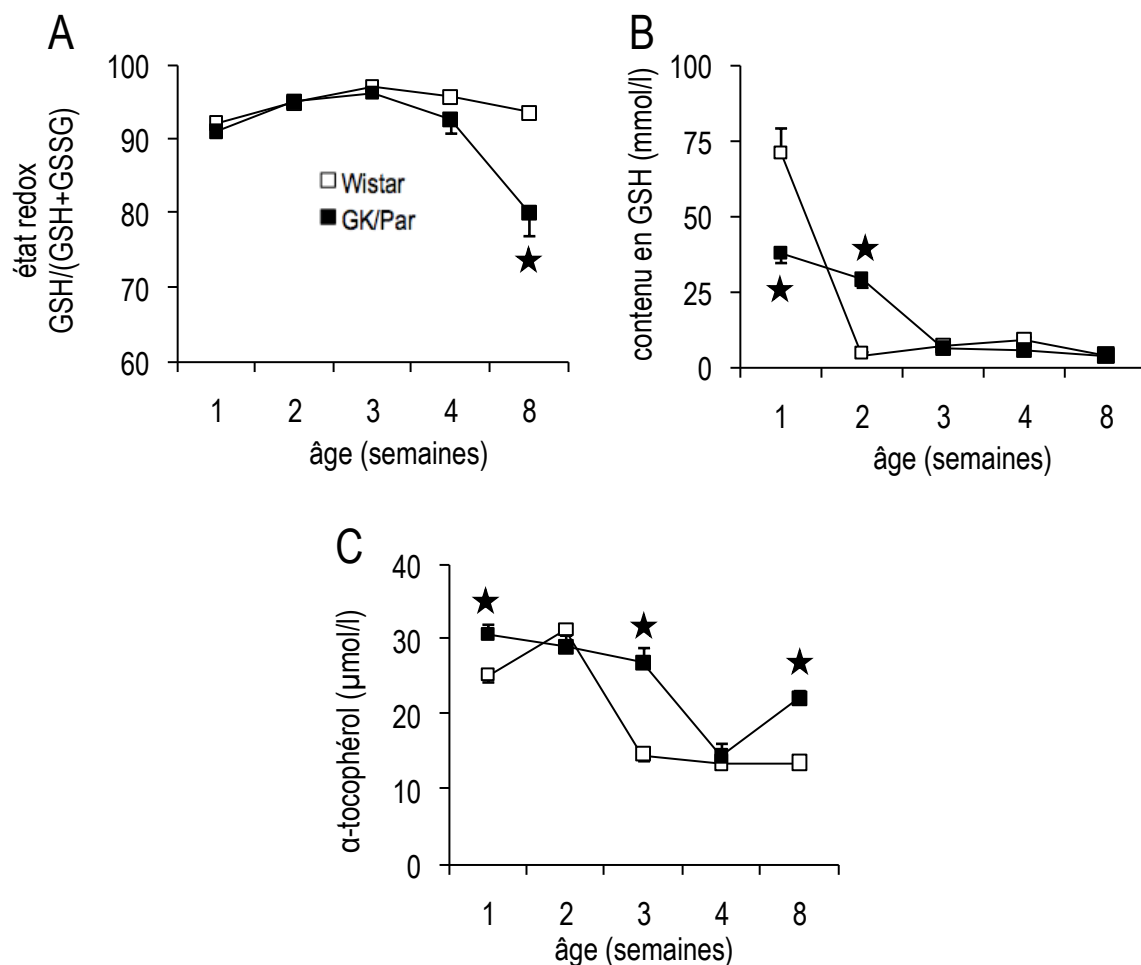 A
100
90
80
70
60
état redox
GSH/(GSH+GSSG)
Wistar
GK/Par
1 2 3 4 8
âge (semaines)
B
100
75
50
25
0
contenu en GSH (mmol/l)
1 2 3 4 8
âge (semaines)
C
40
30
20
10
0
α-tocophérol (μmol/l)
1 2 3 4 8
âge (semaines)